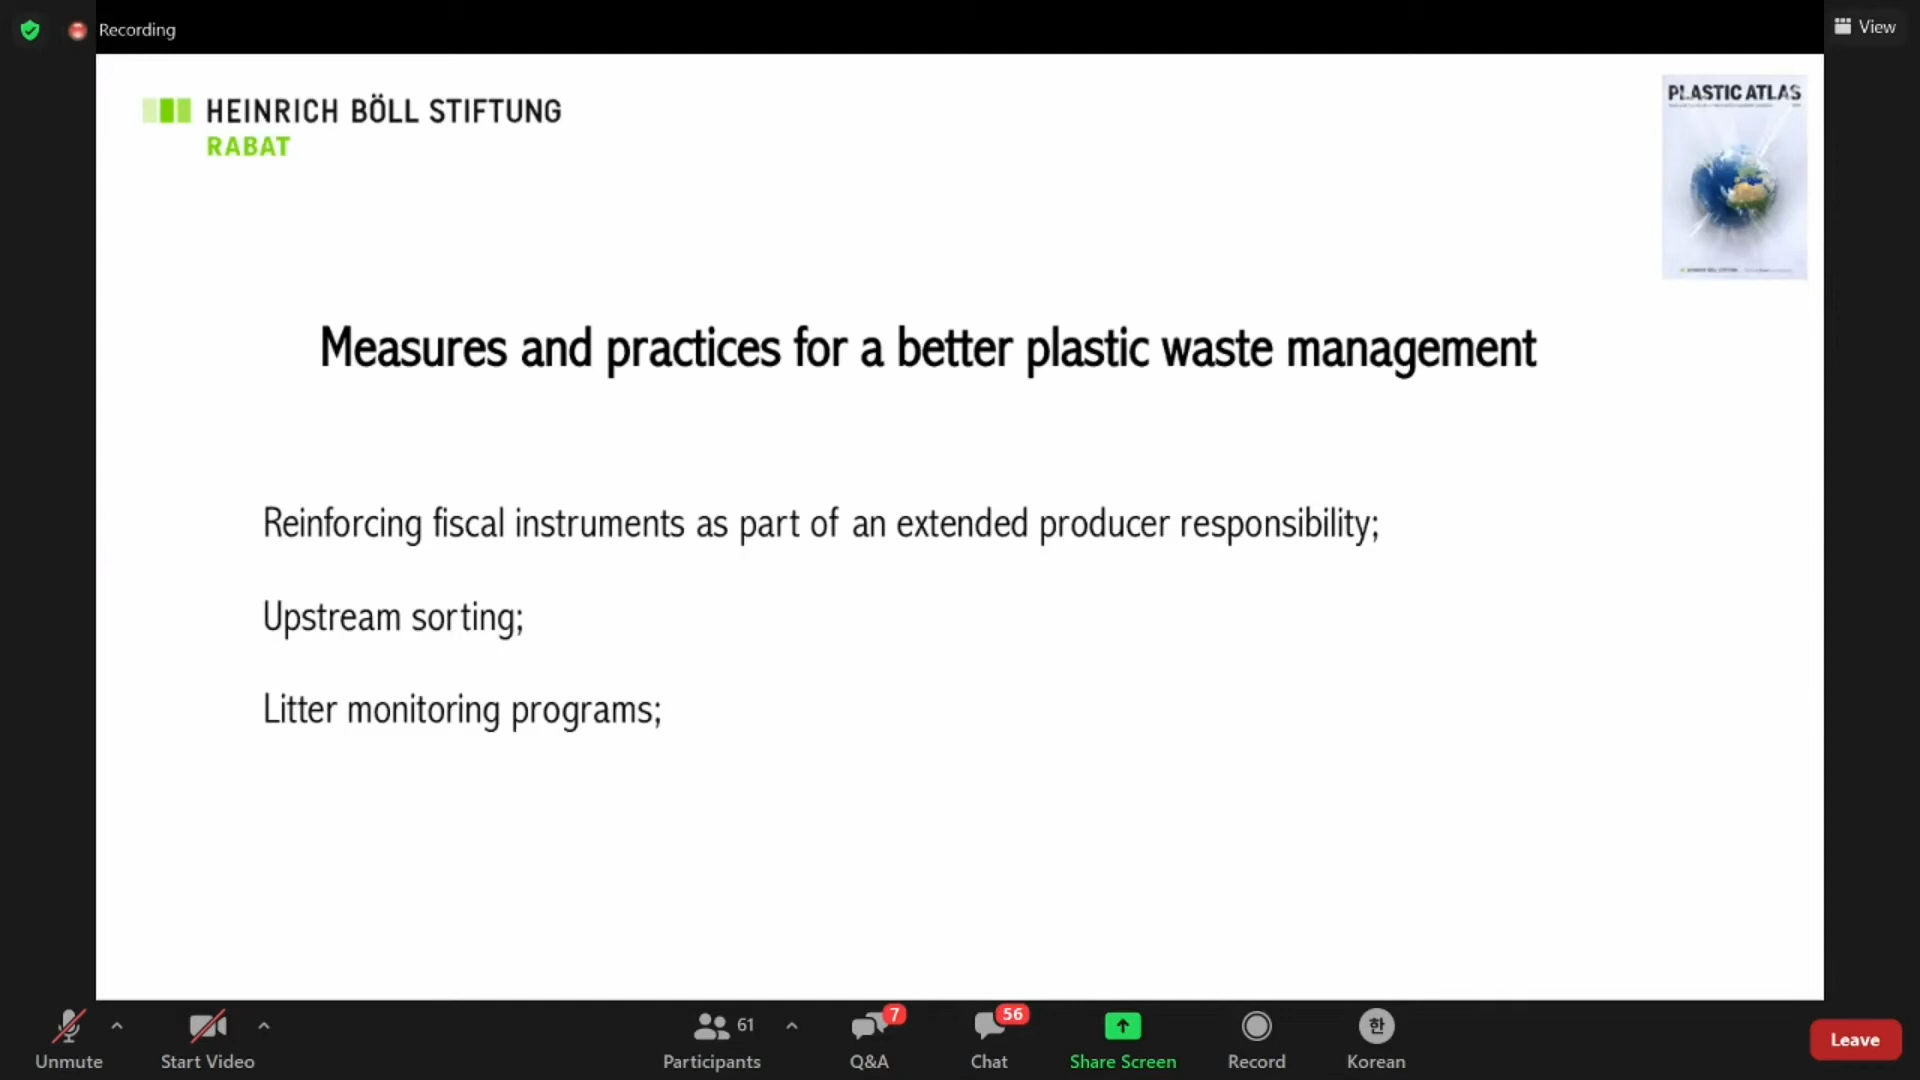 Recording
View
HEINRICH BÖLL STIFTUNG
RABAT
PLASTIC ATLAS
Measures and practices for a better plastic waste management
Reinforcing fiscal instruments as part of an extended producer responsibility;
Upstream sorting;
Litter monitoring programs;
Unmute
Start Video
61
Participants
7
Q&A
56
Chat
Share Screen
Record
한
Korean
Leave